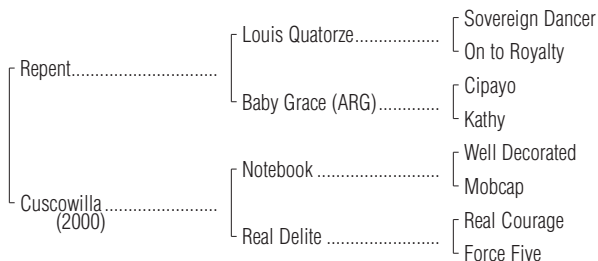 Sovereign Dancer
Louis Quatorze....................
On to Royalty
Repent.................................
Cipayo
Baby Grace (ARG)..............
Kathy
Well Decorated
Notebook ............................
Mobcap
Cuscowilla .........................
(2000)
Real Courage
Real Delite ..........................
Force Five